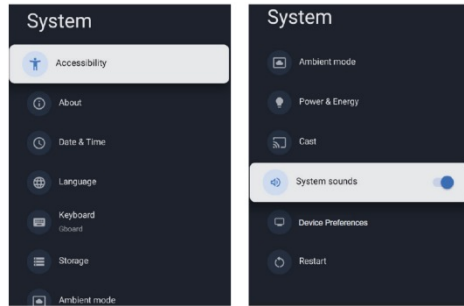 System
Accessibility
About
Date & Time
Language
Keyboard
Gboard
Storage
Ambient mode
System
Ambient mode
Power & Energy
Cast
System sounds
Device Preferences
Restart